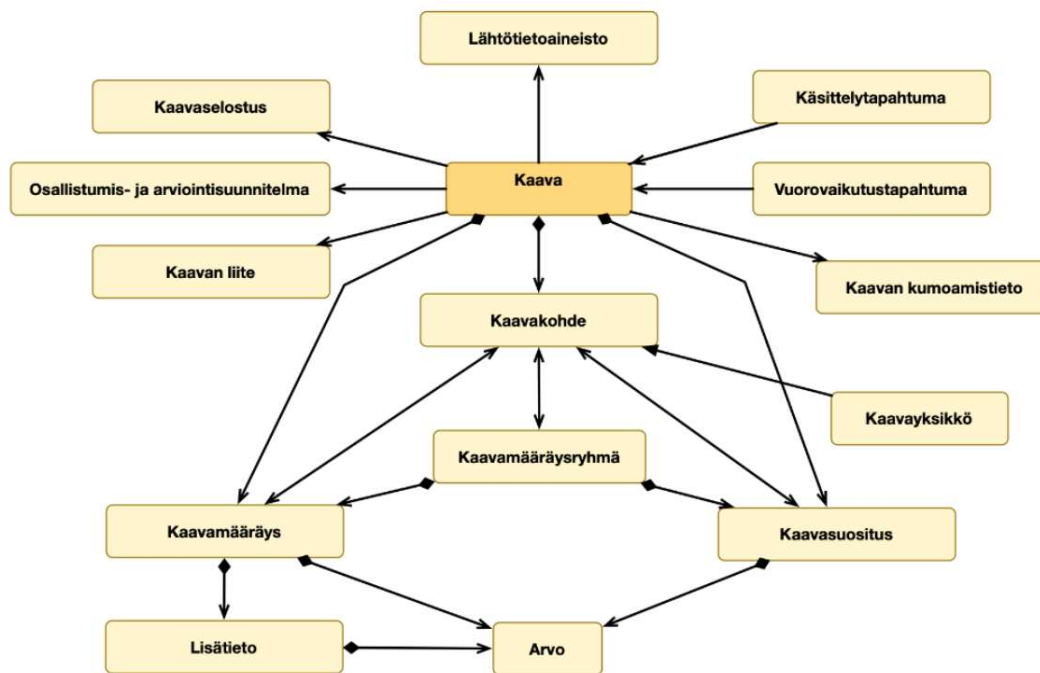 Lähtötietoaineisto
Kaavaselostus
Käsittelytapahtuma
Kaava
Osallistumis- ja arviointisuunnitelma
Vuorovaikutustapahtuma
Kaavan liite
Kaavan kumoamistieto
Kaavakohde
Kaavayksikkö
Kaavamääräysryhmä
Kaavamääräys
Kaavasuositus
Lisätieto
Arvo